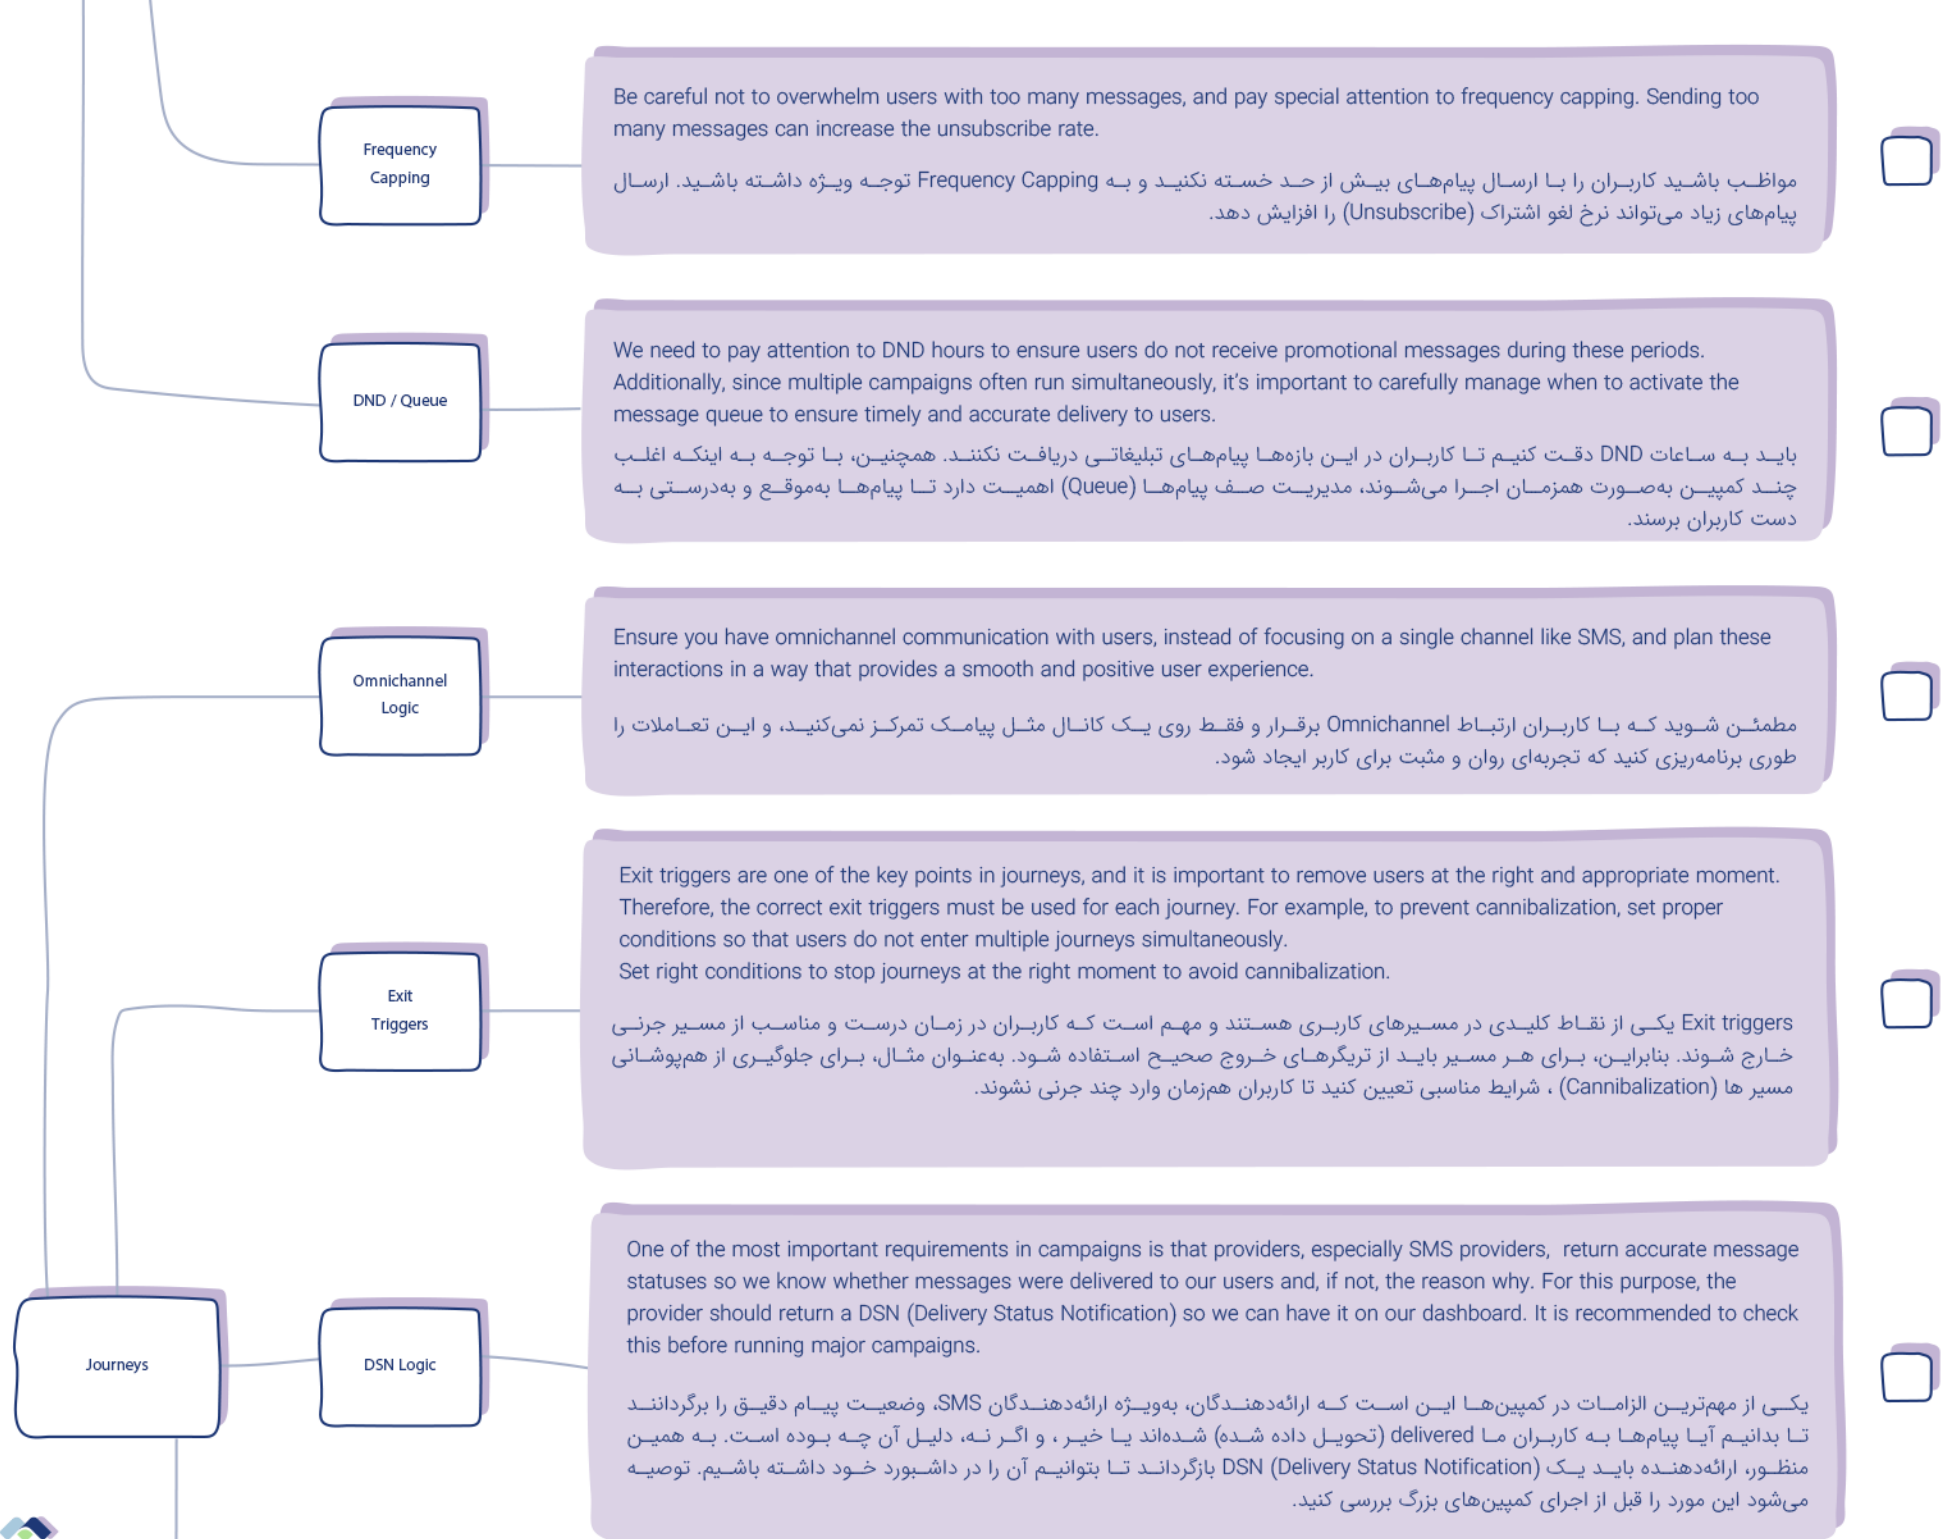 Frequency
Capping
Be careful not to overwhelm users with too many messages, and pay special attention to frequency capping. Sending too
many messages can increase the unsubscribe rate.
مواظب باشید کاربران را با ارسال پیام‌های بیش از حد خسته نکنید و به Frequency Capping توجه ویژه داشته باشید. ارسال
پیام‌های زیاد می‌تواند نرخ لغو اشتراک (Unsubscribe) را افزایش دهد.
DND / Queue
We need to pay attention to DND hours to ensure users do not receive promotional messages during these periods.
Additionally, since multiple campaigns often run simultaneously, it's important to carefully manage when to activate the
message queue to ensure timely and accurate delivery to users.
باید به ساعات DND دقت کنیم تا کاربران در این بازه‌ها پیام‌های تبلیغاتی دریافت نکنند. همچنین، با توجه به اینکه اغلب
چند کمپین به‌صورت همزمان اجرا می‌شوند، مدیریت صف پیام‌ها (Queue) اهمیت دارد تا پیام‌ها به‌موقع و به‌درستی به
دست کاربران برسند.
Omnichannel
Logic
Ensure you have omnichannel communication with users, instead of focusing on a single channel like SMS, and plan these
interactions in a way that provides a smooth and positive user experience.
مطمئن شوید که با کاربران ارتباط Omnichannel برقرار و فقط روی یک کانال مثل پیامک تمرکز نمی‌کنید، و این تعاملات را
طوری برنامه‌ریزی کنید که تجربه‌ای روان و مثبت برای کاربر ایجاد شود.
Exit
Triggers
Exit triggers are one of the key points in journeys, and it is important to remove users at the right and appropriate moment.
Therefore, the correct exit triggers must be used for each journey. For example, to prevent cannibalization, set proper
conditions so that users do not enter multiple journeys simultaneously.
Set right conditions to stop journeys at the right moment to avoid cannibalization.
Exit triggers یکی از نقاط کلیدی در مسیرهای کاربری هستند و مهم است که کاربران در زمان درست و مناسب از مسیر جرنی
خارج شوند. بنابراین، برای هر مسیر باید از تریگرهای خروج صحیح استفاده شود. به‌عنوان مثال، برای جلوگیری از هم‌پوشانی
مسیر ها (Cannibalization) ، شرایط مناسبی تعیین کنید تا کاربران هم‌زمان وارد چند جرنی نشوند.
Journeys
DSN Logic
One of the most important requirements in campaigns is that providers, especially SMS providers,  return accurate message
statuses so we know whether messages were delivered to our users and, if not, the reason why. For this purpose, the
provider should return a DSN (Delivery Status Notification) so we can have it on our dashboard. It is recommended to check
this before running major campaigns.
یکی از مهم‌ترین الزامات در کمپین‌ها این است که ارائه‌دهندگان، به‌ویژه ارائه‌دهندگان SMS، وضعیت پیام دقیق را برگردانند
تا بدانیم آیا پیام‌ها به کاربران ما delivered (تحویل داده شده) شده‌اند یا خیر ، و اگر نه، دلیل آن چه بوده است. به همین
منظور، ارائه‌دهنده باید یک DSN (Delivery Status Notification) بازگرداند تا بتوانیم آن را در داشبورد خود داشته باشیم. توصیه
می‌شود این مورد را قبل از اجرای کمپین‌های بزرگ بررسی کنید.